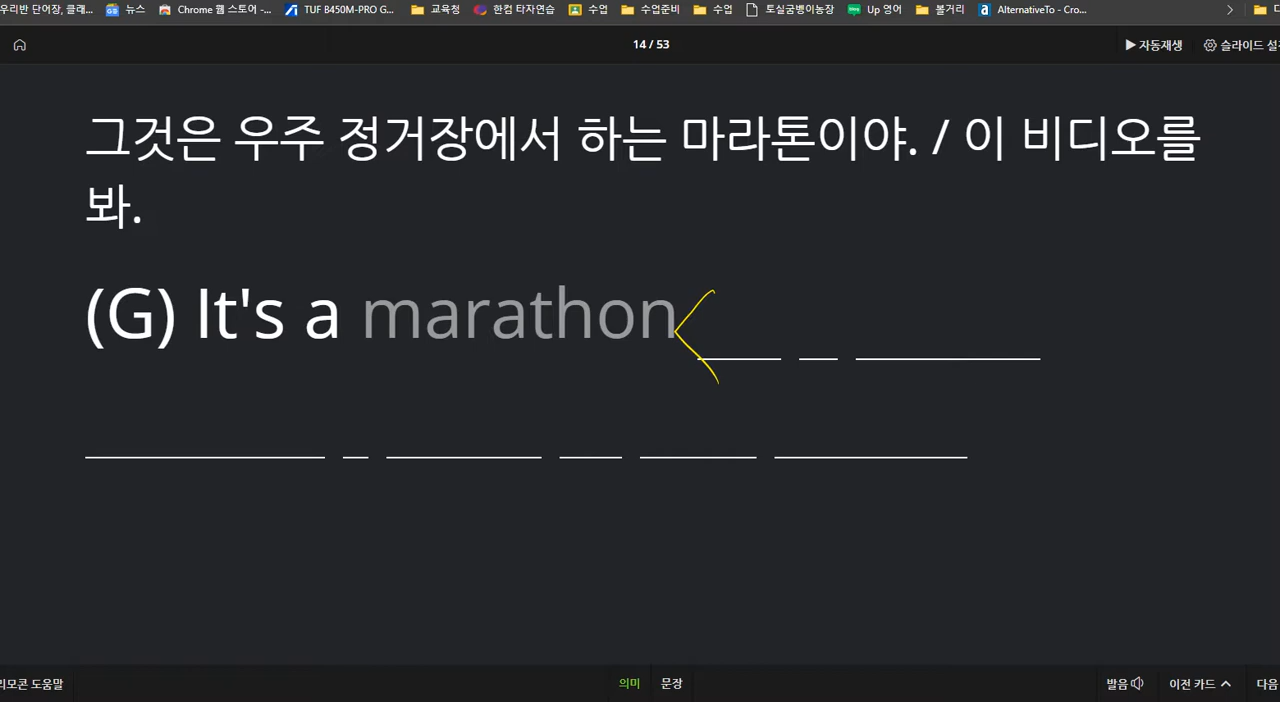 우리반 단어장, 클래... 뉴스 Chrome 웹 스토어 -... TUF B450M-PRO G... 교육청 한컴 타자연습 수업 수업준비 수업 토실굼벵이농장 Up 영어 볼거리 AlternativeTo - Cro...
14 / 53 자동재생 슬라이드 설
그것은 우주 정거장에서 하는 마라톤이야. / 이 비디오를
봐.
(G) It's a marathon
리모콘 도움말 의미 문장 발음 이전 카드 다음